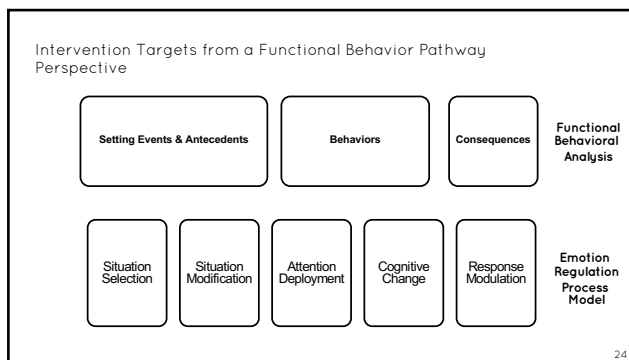 Intervention Targets from a Functional Behavior Pathway
Perspective
Setting Events & Antecedents
Behaviors
Consequences
Functional
Behavioral
Analysis
Situation
Selection
Situation
Modification
Attention
Deployment
Cognitive
Change
Response
Modulation
Emotion
Regulation
Process
Model
24